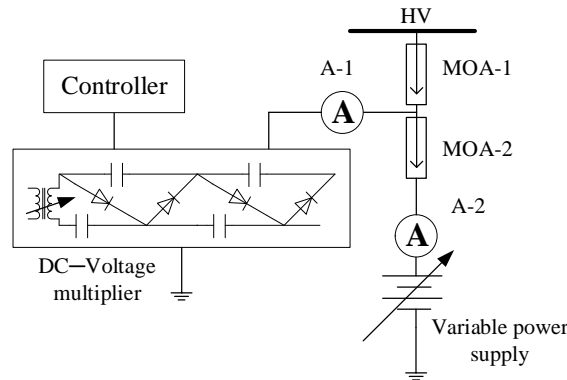 HV
A-1
MOA-1
Controller
A
MOA-2
A-2
A
DC–Voltage
multiplier
Variable power
supply